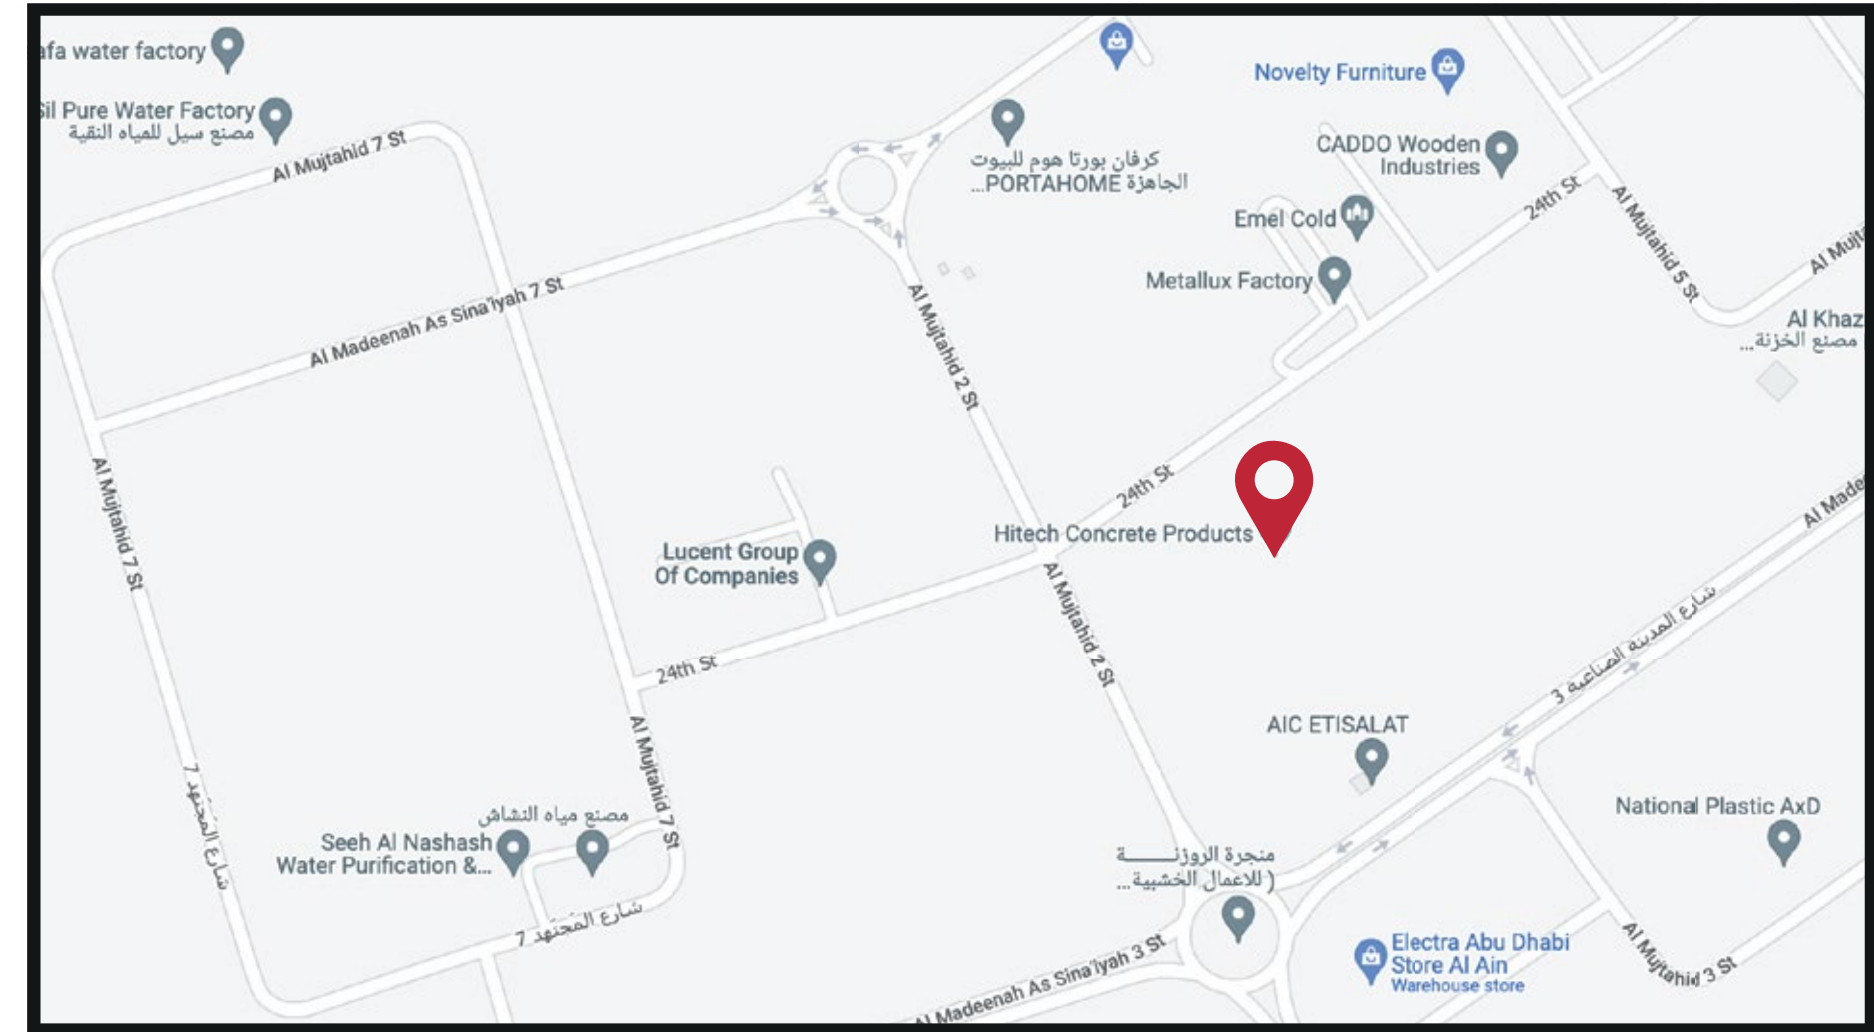 afa water factory
Sil Pure Water Factory
مصنع سيل للمياه النقية
Al Mujtahid 7 St
Novelty Furniture
كرفان بورتا هوم للبيوت
الجاهزة PORTAHOME...
CADDO Wooden
Industries
24th St
Al Mujtahid 5 St
Emel Cold
Metallux Factory
Al Mujt
Al Khaz
مصنع الخزنة...
Al Madeenah As Sina'iyah 7 St
Al Mujtahid 2 St
Al Mujtahid 7 St
24th St
Al Made
Hitech Concrete Products
Lucent Group
Of Companies
Al Mujtahid 2 St
24th St
شارع المدينة الصناعية 3
Al Mujtahid 7 St
AIC ETISALAT
شارع المجتهد 7
مصنع مياه النشاش
Seeh Al Nashash
Water Purification &...
National Plastic AxD
منجرة الروزنــــــة
( للاعمال الخشبية...
شارع المجتهد 7
Al Madeenah As Sina'iyah 3 St
Electra Abu Dhabi
Store Al Ain
Warehouse store
Al Mujtahid 3 St